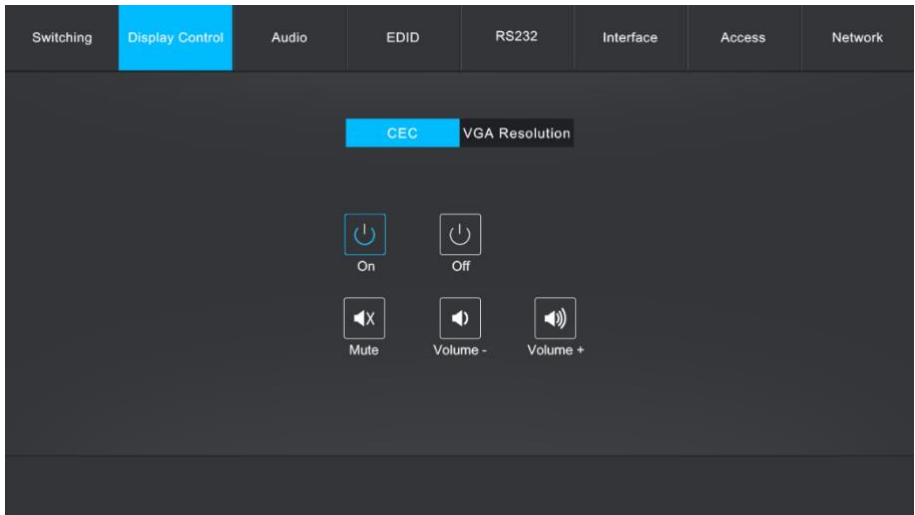 Switching Display Control Audio EDID RS232 Interface Access Network
CEC VGA Resolution
On Off
Mute Volume - Volume +